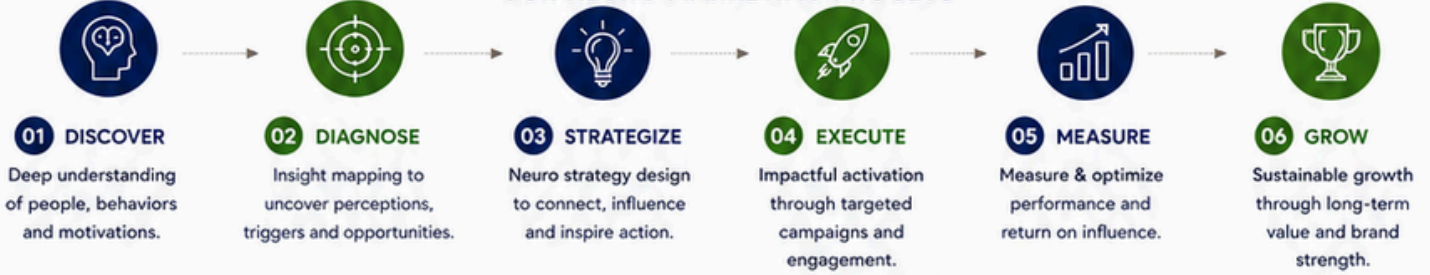 01 DISCOVER
Deep understanding
of people, behaviors
and motivations.
02 DIAGNOSE
Insight mapping to
uncover perceptions,
triggers and opportunities.
03 STRATEGIZE
Neuro strategy design
to connect, influence
and inspire action.
04 EXECUTE
Impactful activation
through targeted
campaigns and
engagement.
05 MEASURE
Measure & optimize
performance and
return on influence.
06 GROW
Sustainable growth
through long-term
value and brand
strength.